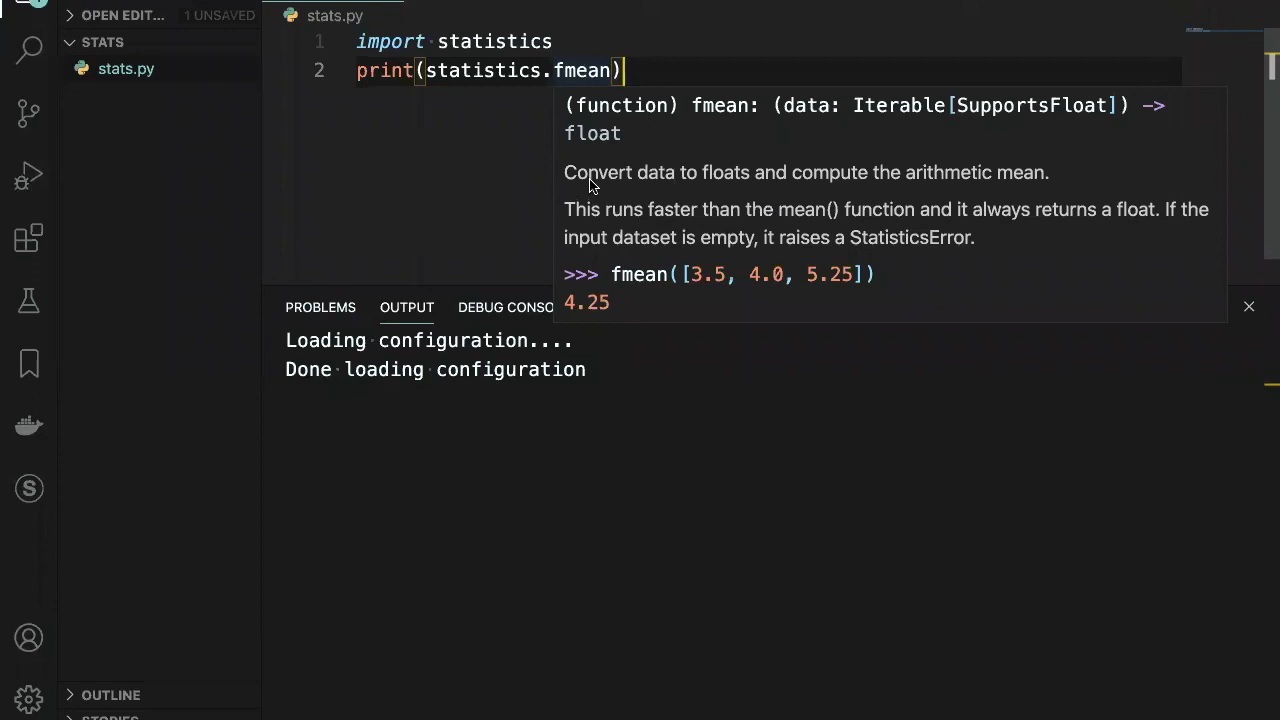 OPEN EDIT... 1 UNSAVED
STATS
stats.py
stats.py
1 import statistics
2 print(statistics.fmean)
(function) fmean: (data: Iterable[SupportsFloat]) ->
float
Convert data to floats and compute the arithmetic mean.
This runs faster than the mean() function and it always returns a float. If the
input dataset is empty, it raises a StatisticsError.
>>> fmean([3.5, 4.0, 5.25])
4.25
PROBLEMS OUTPUT DEBUG CONSO
Loading configuration....
Done loading configuration
S
OUTLINE